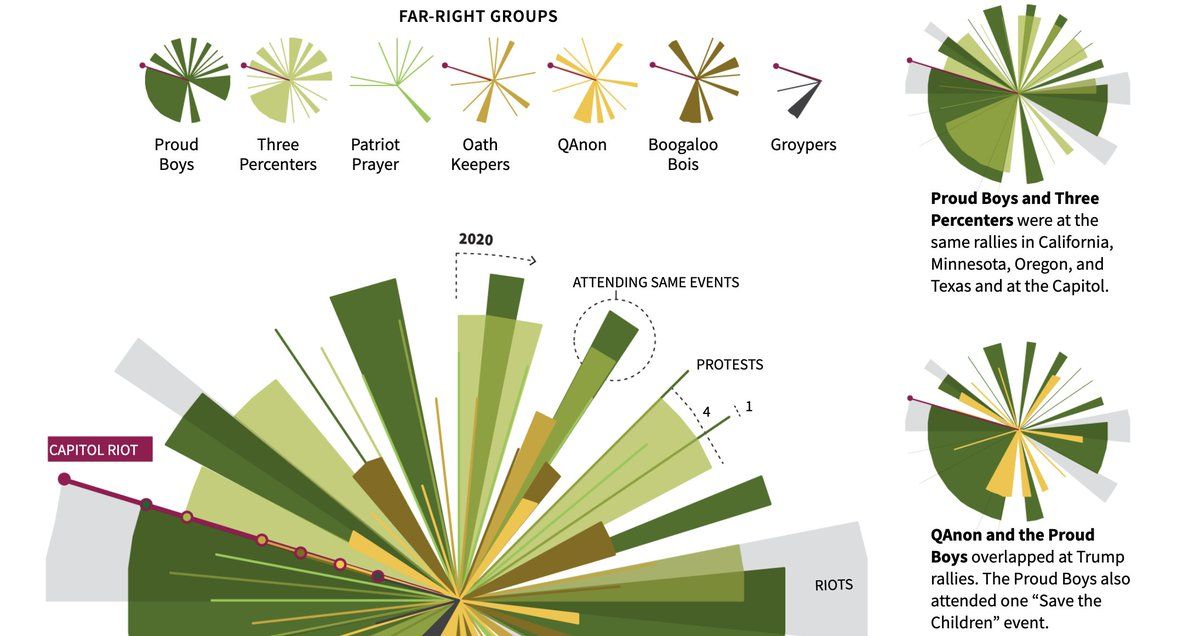 FAR-RIGHT GROUPS
Proud
Boys
Three
Percenters
Patriot
Prayer
Oath
Keepers
QAnon
Boogaloo
Bois
Groypers
2020
ATTENDING SAME EVENTS
PROTESTS
4
1
CAPITOL RIOT
RIOTS
Proud Boys and Three
Percenters were at the
same rallies in California,
Minnesota, Oregon, and
Texas and at the Capitol.
QAnon and the Proud
Boys overlapped at Trump
rallies. The Proud Boys also
attended one “Save the
Children” event.